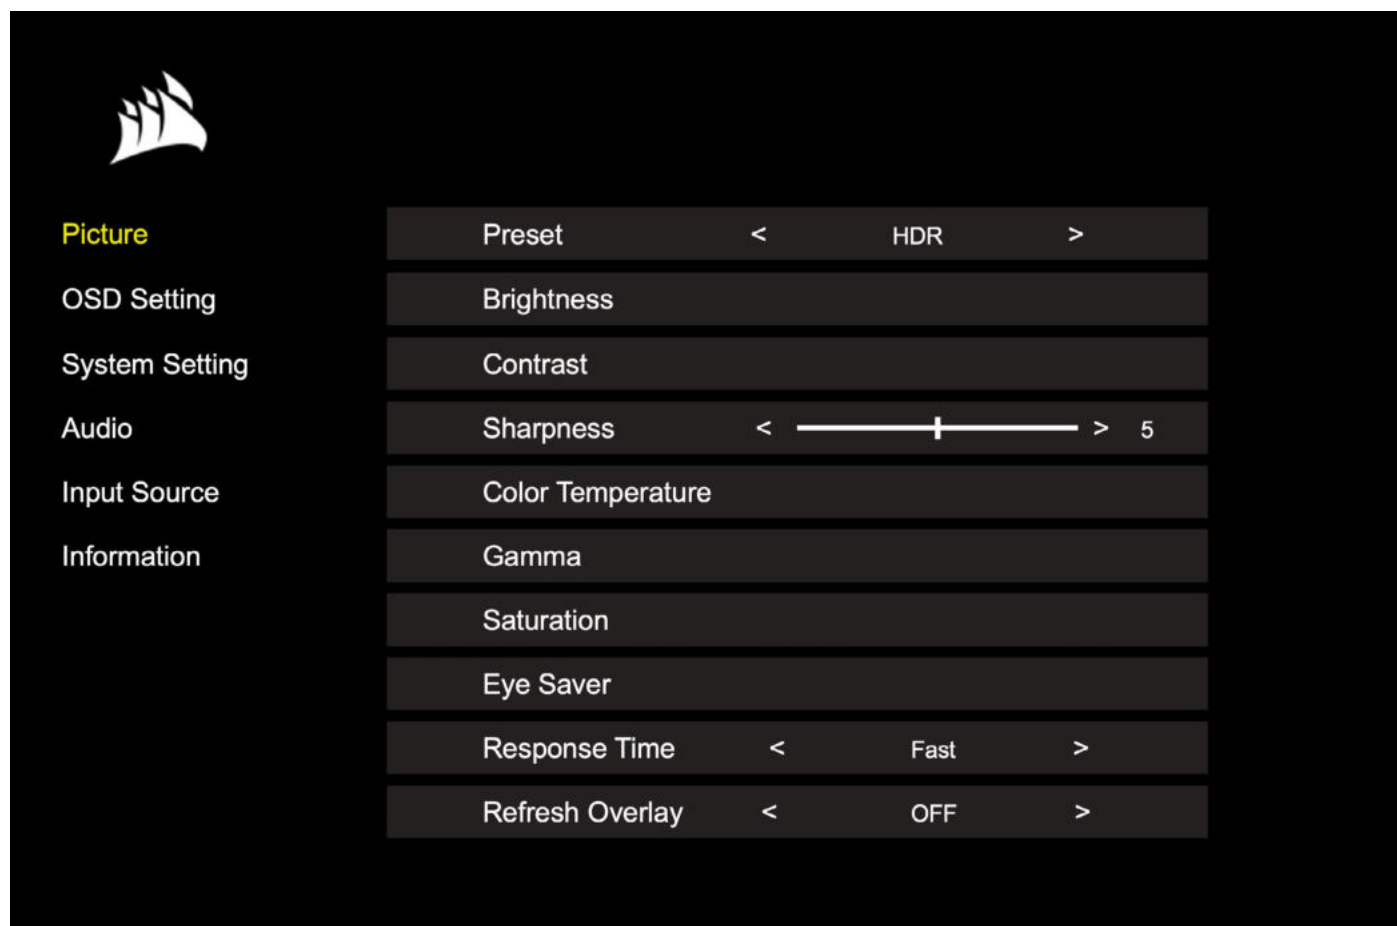 Picture
OSD Setting
System Setting
Audio
Input Source
Information
Preset < HDR >
Brightness
Contrast
Sharpness < > 5
Color Temperature
Gamma
Saturation
Eye Saver
Response Time < Fast >
Refresh Overlay < OFF >